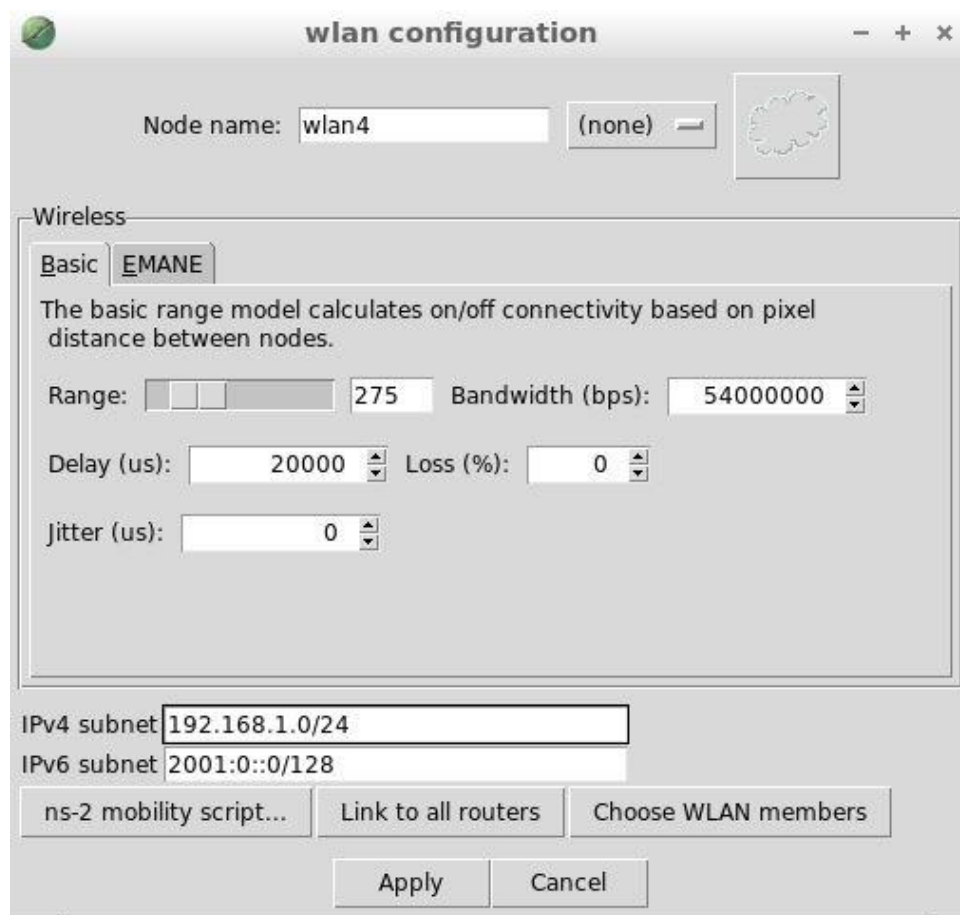 wlan configuration
Node name: wlan4 (none)
Wireless
Basic EMANE
The basic range model calculates on/off connectivity based on pixel
distance between nodes.
Range: 275 Bandwidth (bps): 54000000
Delay (us): 20000 Loss (%): 0
Jitter (us): 0
IPv4 subnet 192.168.1.0/24
IPv6 subnet 2001:0::0/128
ns-2 mobility script... Link to all routers Choose WLAN members
Apply Cancel